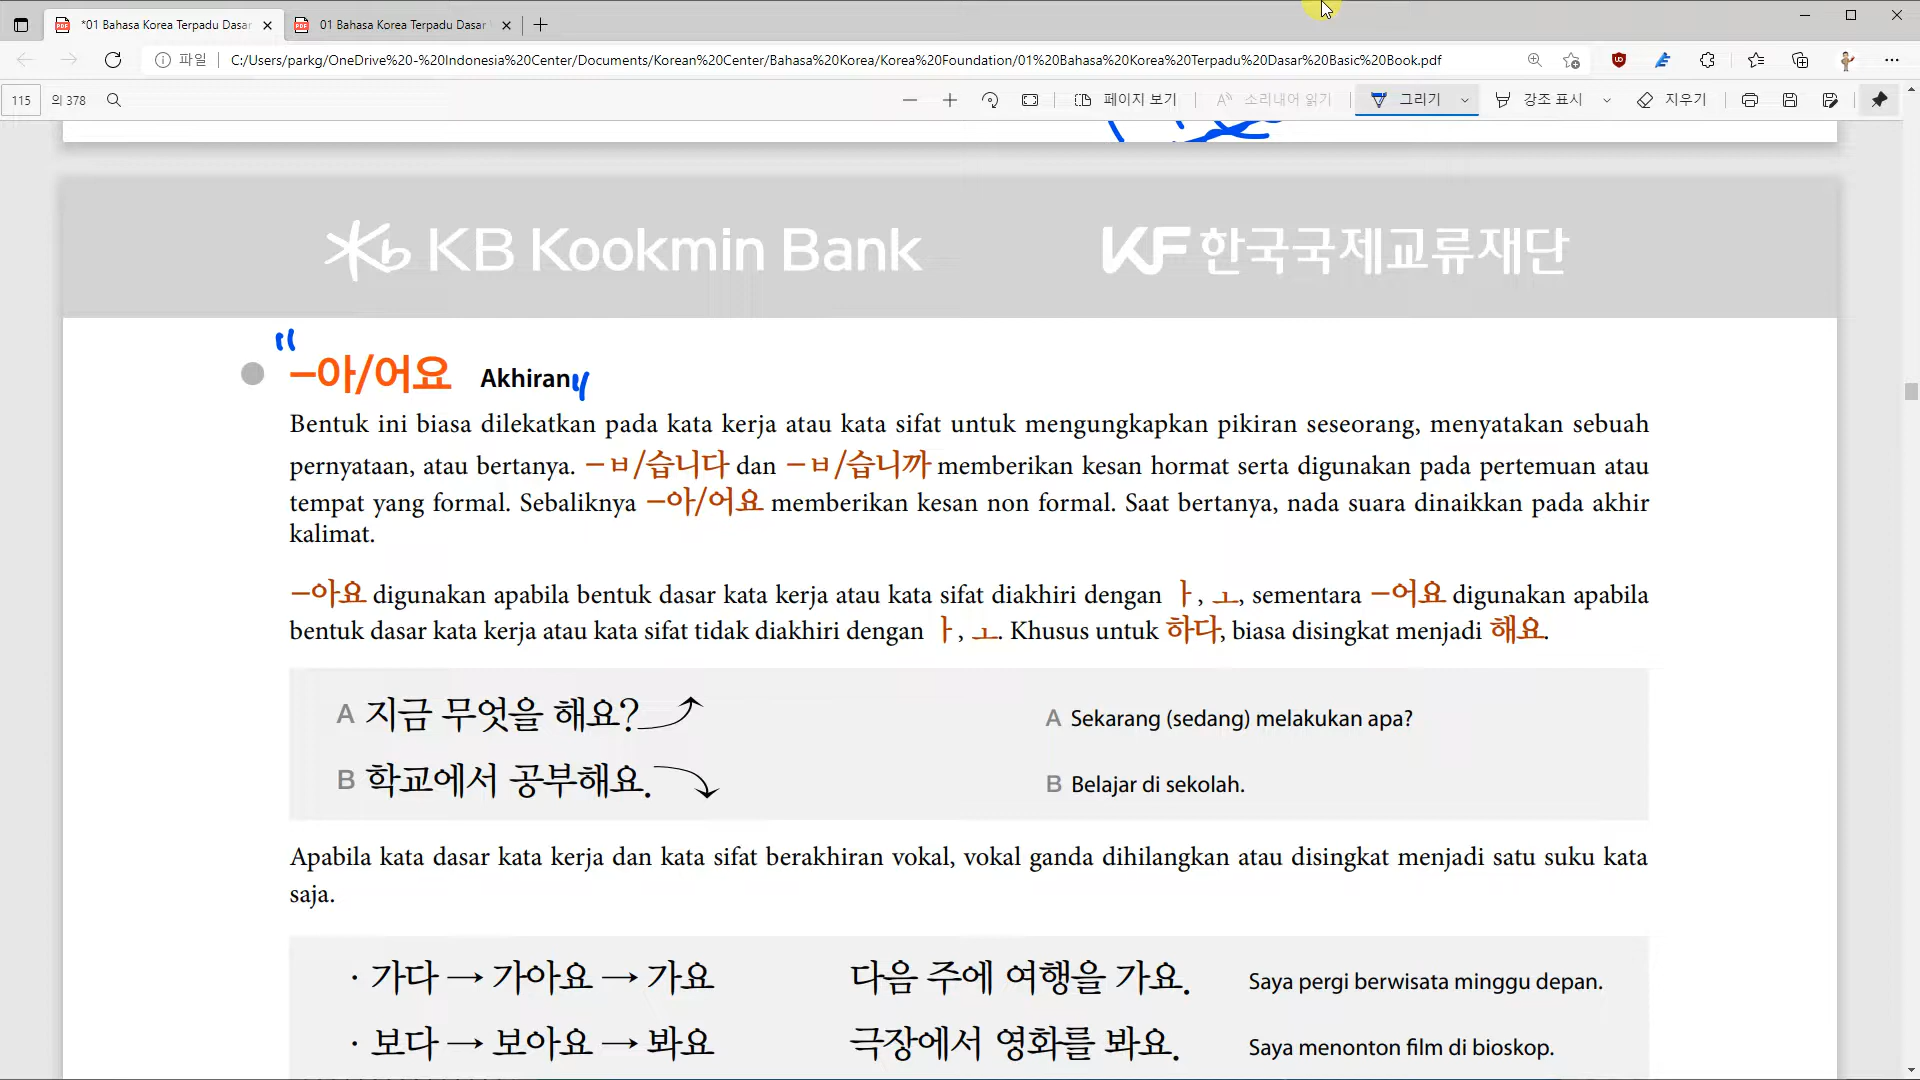 *01 Bahasa Korea Terpadu Dasar
01 Bahasa Korea Terpadu Dasar
파일
C:/Users/parkg/OneDrive%20-%20Indonesia%20Center/Documents/Korean%20Center/Bahasa%20Korea/Korea%20Foundation/01%20Bahasa%20Korea%20Terpadu%20Dasar%20Basic%20Book.pdf
115 의 378
페이지 보기
소리내어 읽기
그리기
강조 표시
지우기
KB Kookmin Bank
KF 한국국제교류재단
–아/어요 Akhiran
Bentuk ini biasa dilekatkan pada kata kerja atau kata sifat untuk mengungkapkan pikiran seseorang, menyatakan sebuah
pernyataan, atau bertanya. –ㅂ/습니다 dan –ㅂ/습니까 memberikan kesan hormat serta digunakan pada pertemuan atau
tempat yang formal. Sebaliknya –아/어요 memberikan kesan non formal. Saat bertanya, nada suara dinaikkan pada akhir
kalimat.
–아요 digunakan apabila bentuk dasar kata kerja atau kata sifat diakhiri dengan ㅏ, ㅗ, sementara –어요 digunakan apabila
bentuk dasar kata kerja atau kata sifat tidak diakhiri dengan ㅏ, ㅗ. Khusus untuk 하다, biasa disingkat menjadi 해요.
A 지금 무엇을 해요?
A Sekarang (sedang) melakukan apa?
B 학교에서 공부해요.
B Belajar di sekolah.
Apabila kata dasar kata kerja dan kata sifat berakhiran vokal, vokal ganda dihilangkan atau disingkat menjadi satu suku kata
saja.
· 가다 → 가아요 → 가요 다음 주에 여행을 가요. Saya pergi berwisata minggu depan.
· 보다 → 보아요 → 봐요 극장에서 영화를 봐요. Saya menonton film di bioskop.